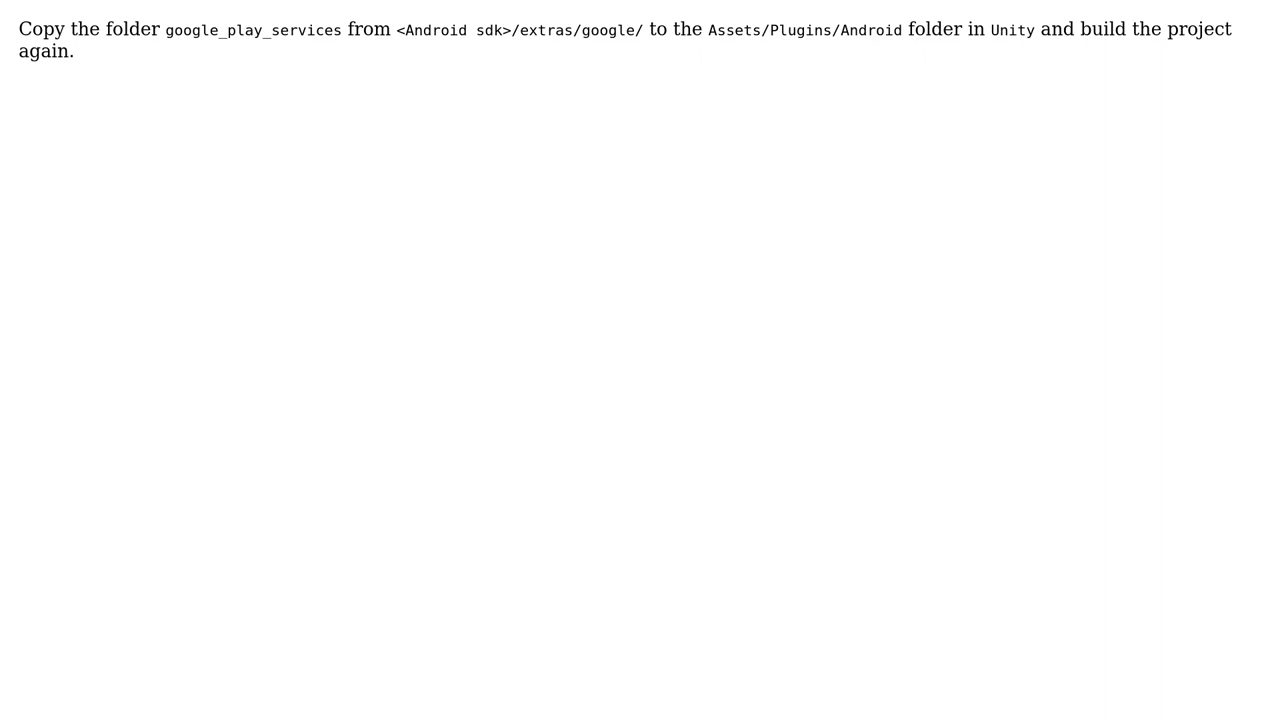 Copy the folder google_play_services from <Android sdk>/extras/google/ to the Assets/Plugins/Android folder in Unity and build the project
again.